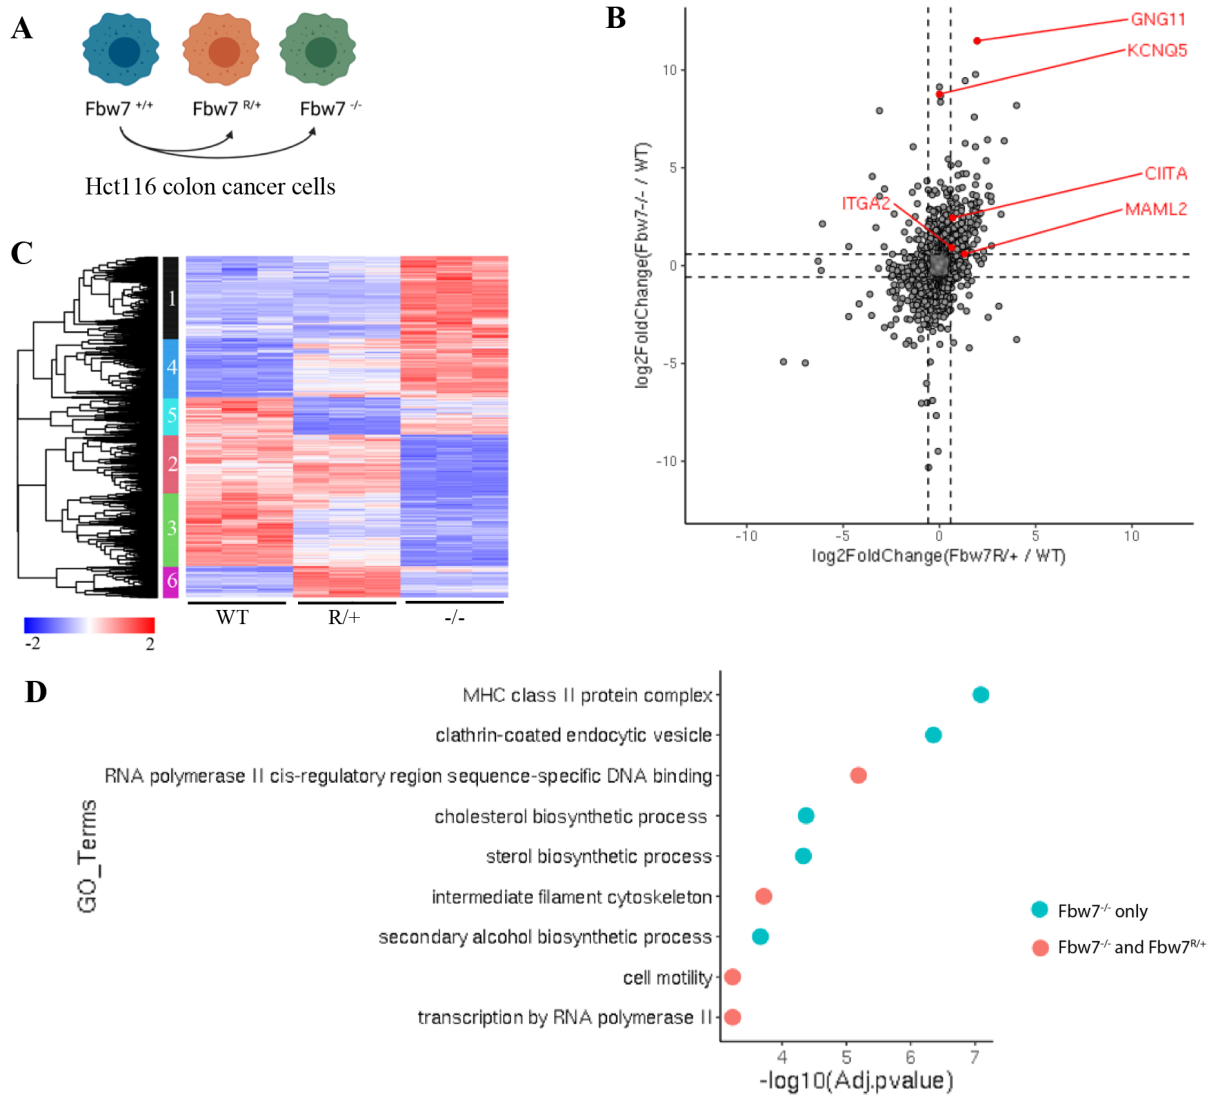 A
Fbw7 +/+
Fbw7 R/+
Fbw7 -/-
Hct116 colon cancer cells
B
GNG11
KCNQ5
CIITA
ITGA2
MAML2
10
5
0
-5
-10
log2FoldChange(Fbw7-/- / WT)
-10
-5
0
5
10
log2FoldChange(Fbw7R/+ / WT)
C
1
4
5
2
3
6
WT
R/+
-/-
-2
2
D
GO_Terms
MHC class II protein complex
clathrin-coated endocytic vesicle
RNA polymerase II cis-regulatory region sequence-specific DNA binding
cholesterol biosynthetic process
sterol biosynthetic process
intermediate filament cytoskeleton
secondary alcohol biosynthetic process
cell motility
transcription by RNA polymerase II
4
5
6
7
-log10(Adj.pvalue)
Fbw7-/- only
Fbw7-/- and Fbw7R/+